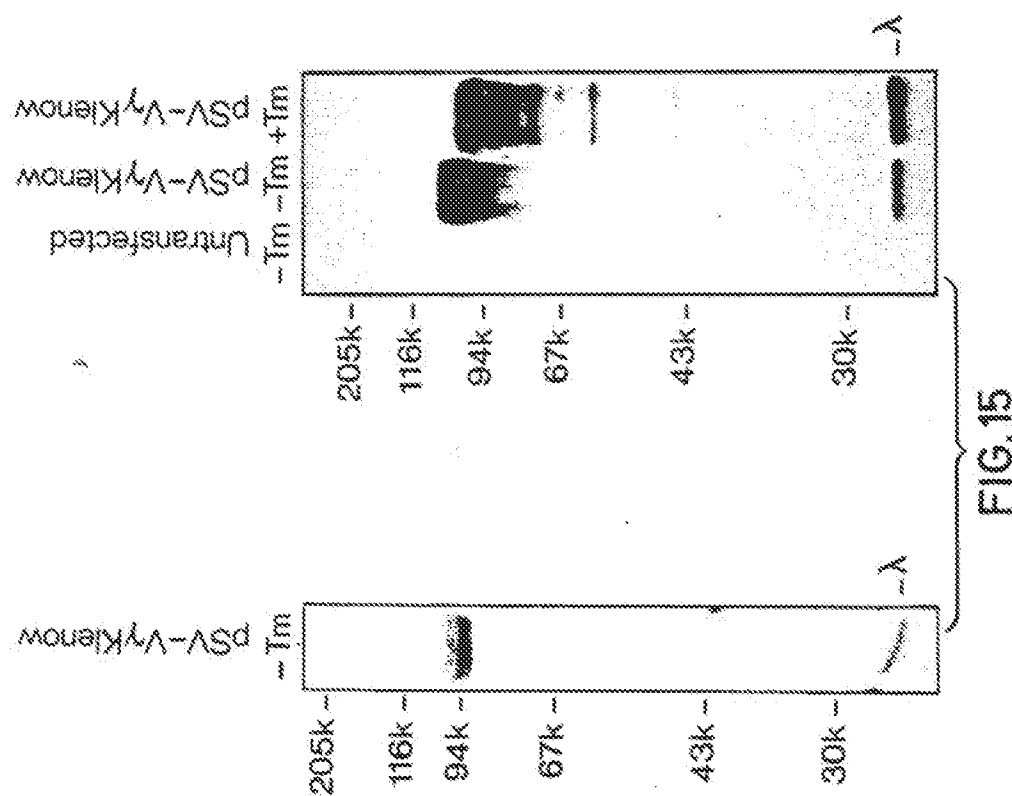 pSV-VγKlenow
-Tm
205k-
116k-
94k-
67k-
43k-
30k-
-λ
Untransfected
pSV-VγKlenow
pSV-VγKlenow
-Tm -Tm +Tm
205k-
116k-
94k-
67k-
43k-
30k-
-λ
FIG. 15